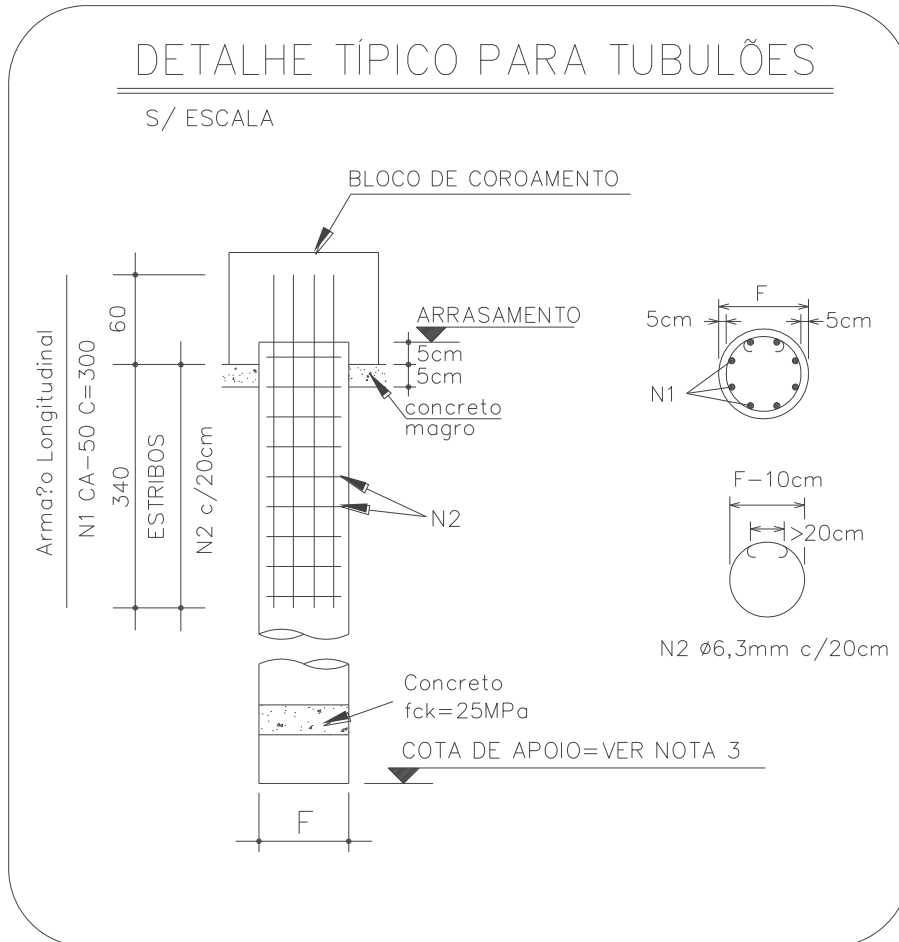 DETALHE TÍPICO PARA TUBULÕES
S/ ESCALA
BLOCO DE COROAMENTO
ARRASAMENTO
5cm
5cm
concreto
magro
Arma?o Longitudinal
N1 CA-50 C=300
60
340
ESTRIBOS
N2 c/20cm
N2
F
5cm
5cm
N1
F-10cm
>20cm
N2 ø6,3mm c/20cm
Concreto
fck=25MPa
COTA DE APOIO=VER NOTA 3
F